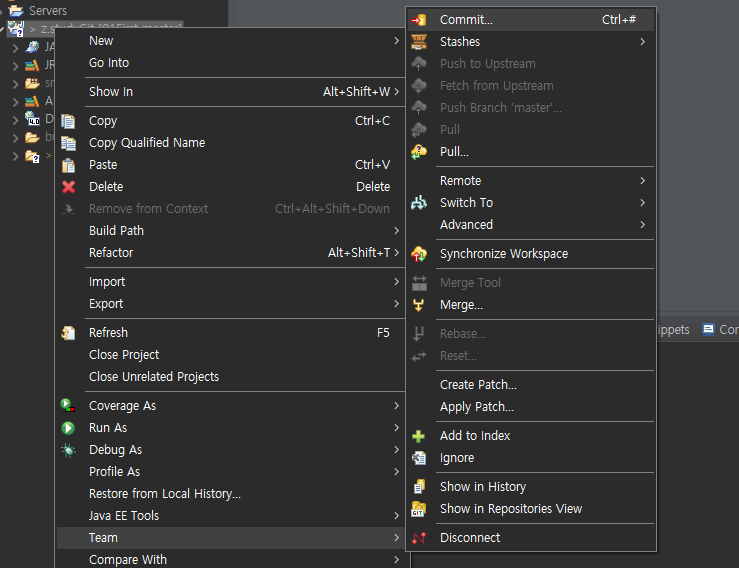 Servers
> z.studyGit [01First master]
JA
JR
sr
A
D
b
>
New
Go Into
Show In Alt+Shift+W
Copy Ctrl+C
Copy Qualified Name
Paste Ctrl+V
Delete Delete
Remove from Context Ctrl+Alt+Shift+Down
Build Path
Refactor Alt+Shift+T
Import
Export
Refresh F5
Close Project
Close Unrelated Projects
Coverage As
Run As
Debug As
Profile As
Restore from Local History...
Java EE Tools
Team
Compare With
Commit... Ctrl+#
Stashes
Push to Upstream
Fetch from Upstream
Push Branch 'master'...
Pull
Pull...
Remote
Switch To
Advanced
Synchronize Workspace
Merge Tool
Merge...
Rebase...
Reset...
Create Patch...
Apply Patch...
Add to Index
Ignore
Show in History
Show in Repositories View
Disconnect
ippets Con